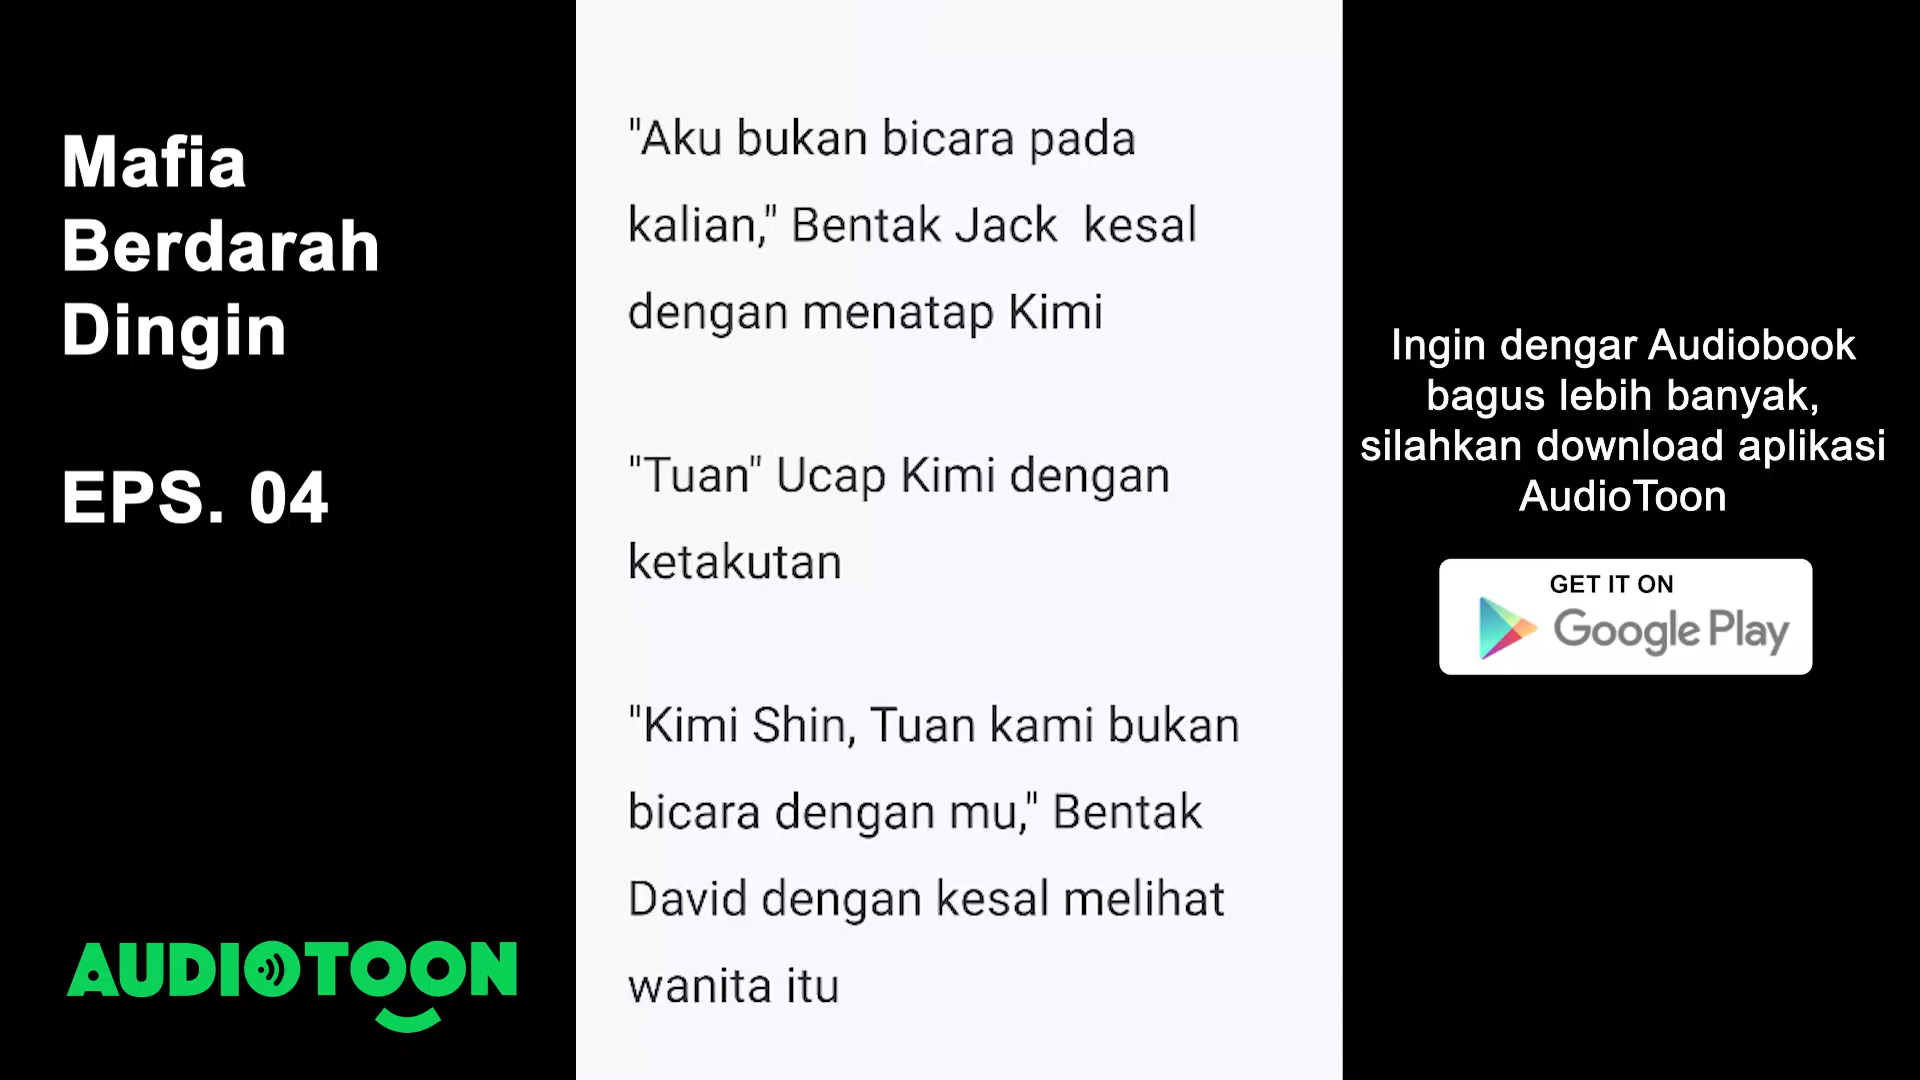 Mafia
Berdarah
Dingin
EPS. 04
AUDIOTOON
"Aku bukan bicara pada
kalian," Bentak Jack  kesal
dengan menatap Kimi
"Tuan" Ucap Kimi dengan
ketakutan
"Kimi Shin, Tuan kami bukan
bicara dengan mu," Bentak
David dengan kesal melihat
wanita itu
Ingin dengar Audiobook
bagus lebih banyak,
silahkan download aplikasi
AudioToon
GET IT ON
Google Play